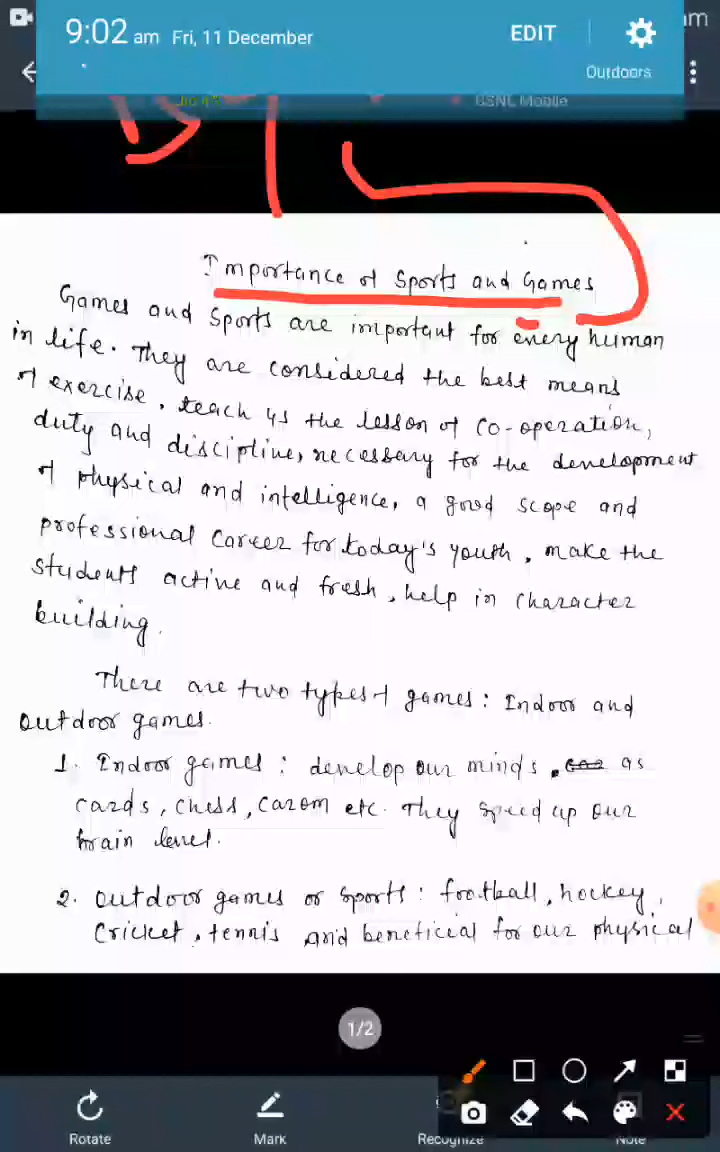 am
9:02 am Fri, 11 December EDIT
Outdoors
BSNL Mobile
Importance of Sports and Games
Games and Sports are important for every human
in life. They are considered the best means
of exercise, teach us the lesson of co-operation,
duty and discipline, necessary for the development
of physical and intelligence, a good scope and
professional career for today's youth, make the
students active and fresh, help in character
building.
There are two types of games: Indoor and
outdoor games.
1. Indoor games: develop our minds, as
cards, chess, carom etc. They speed up our
brain level.
2. outdoor games or sports: football, hockey,
Cricket, tennis and beneficial for our physical
1/2
Rotate Mark Recognize Note